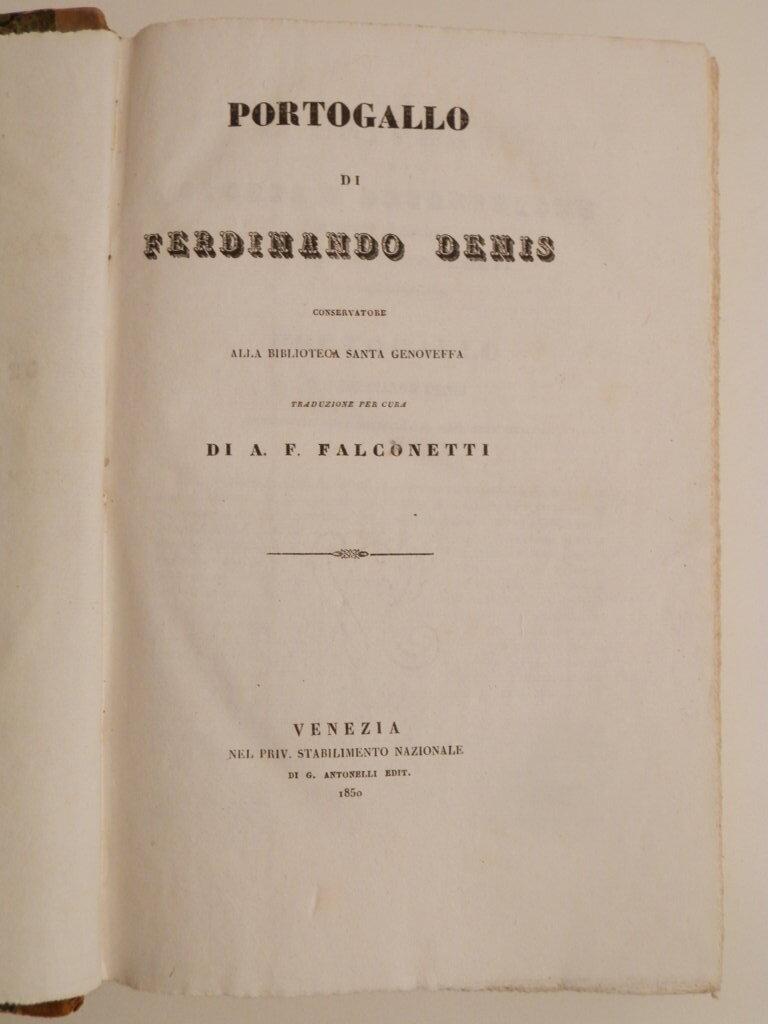 PORTOGALLO
DI
FERDINANDO DENIS
CONSERVATORE
ALLA BIBLIOTECA SANTA GENOVEFFA
TRADUZIONE PER CURA
DI A. F. FALCONETTI
VENEZIA
NEL PRIV. STABILIMENTO NAZIONALE
DI G. ANTONELLI EDIT.
1850